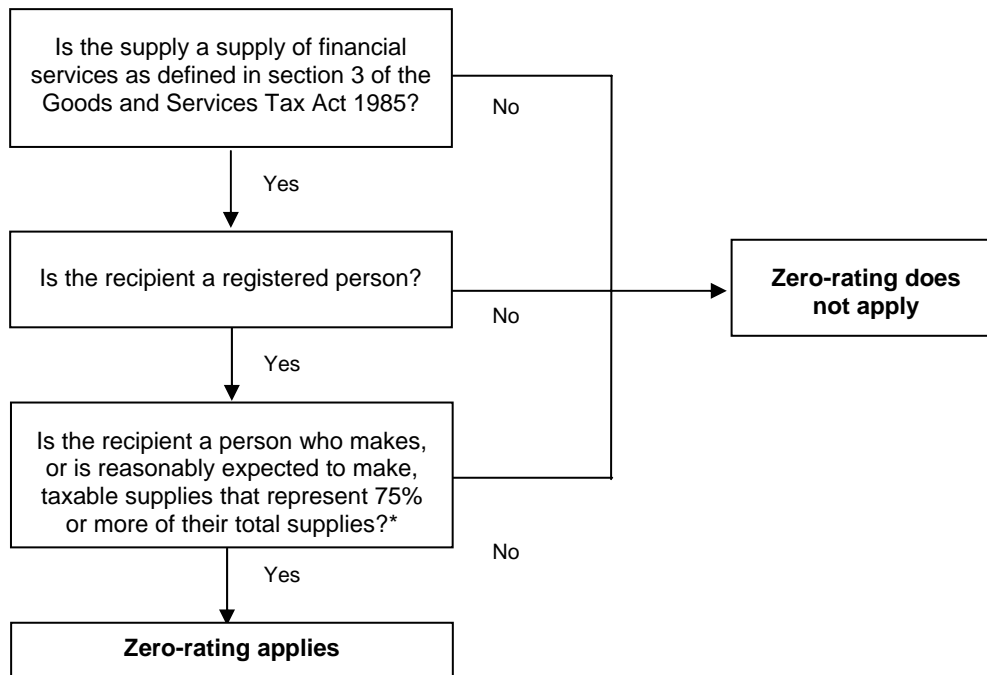 Is the supply a supply of financial
services as defined in section 3 of the
Goods and Services Tax Act 1985?
No
Yes
Is the recipient a registered person?
No
Zero-rating does
not apply
Yes
Is the recipient a person who makes,
or is reasonably expected to make,
taxable supplies that represent 75%
or more of their total supplies?*
No
Yes
Zero-rating applies